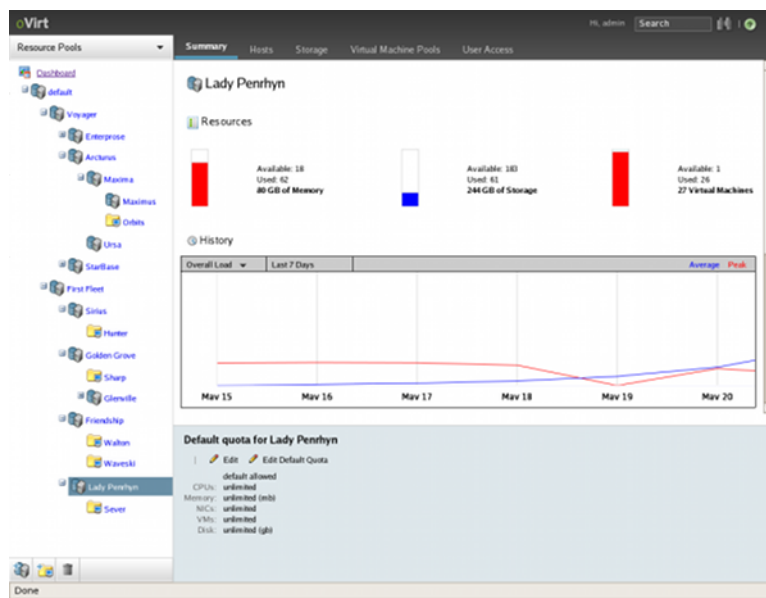 oVirt
Hi, admin
Search
Resource Pools
Summary Hosts Storage Virtual Machine Pools User Access
Dashboard
default
Voyager
Enterprose
Arcturus
Maxima
Maximus
Orbits
Ursa
StarBase
First Fleet
Sirius
Hunter
Golden Grove
Sharp
Glenville
Friendship
Walton
Waveski
Lady Penrhyn
Sever
Lady Penrhyn
Resources
Available: 18
Used: 62
80 GB of Memory
Available: 183
Used: 61
244 GB of Storage
Available: 1
Used: 26
27 Virtual Machines
History
Overall Load Last 7 Days Average Peak
May 15 May 16 May 17 May 18 May 19 May 20
Default quota for Lady Penrhyn
Edit Edit Default Quota
default allowed
CPUs: unlimited
Memory: unlimited (mb)
NICs: unlimited
VMs: unlimited
Disk: unlimited (gb)
Done